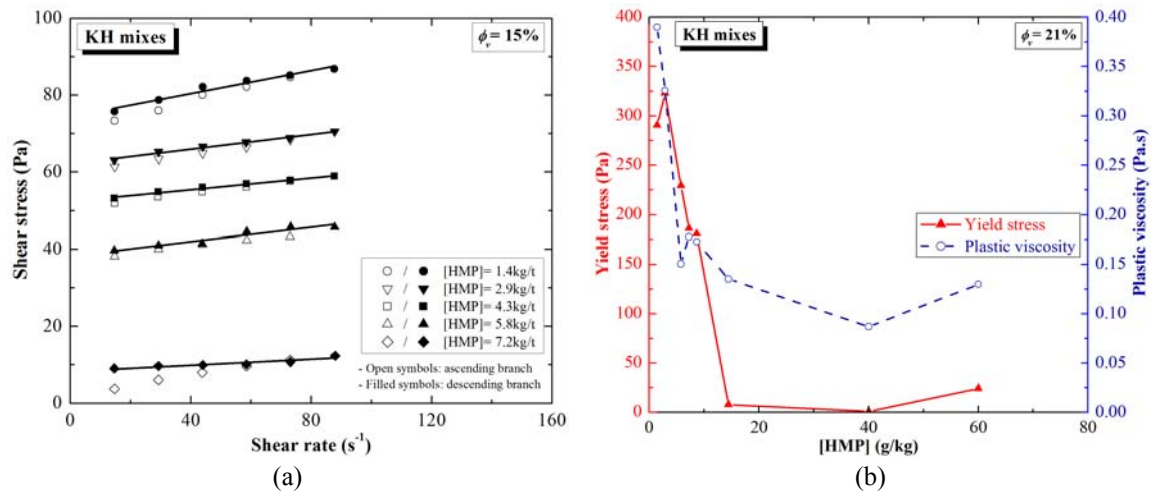 KH mixes
ϕv = 15%
100
80
60
40
20
0
Shear stress (Pa)
○ / ● [HMP]= 1.4kg/t
▽ / ▼ [HMP]= 2.9kg/t
□ / ■ [HMP]= 4.3kg/t
△ / ▲ [HMP]= 5.8kg/t
◇ / ◆ [HMP]= 7.2kg/t
- Open symbols: ascending branch
- Filled symbols: descending branch
0 40 80 120 160
Shear rate (s-1)
(a)
KH mixes
ϕv = 21%
400
350
300
250
200
150
100
50
0
Yield stress (Pa)
Yield stress
Plastic viscosity
0.40
0.35
0.30
0.25
0.20
0.15
0.10
0.05
0.00
Plastic viscosity (Pa.s)
0 20 40 60 80
[HMP] (g/kg)
(b)